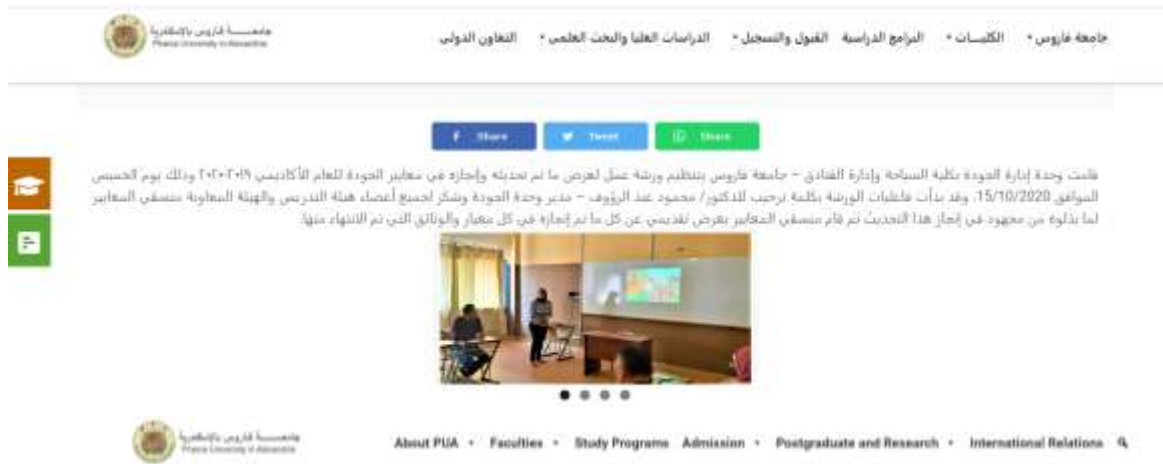 جامعة فاروس بالإسكندرية
Pharos University in Alexandria
جامعة فاروس الكليات البرامج الدراسية القبول والتسجيل الدراسات العليا والبحث العلمى التعاون الدولى
Share Tweet Share
قامت وحدة إدارة الجودة بكلية السياحة وإدارة الفنادق – جامعة فاروس بتنظيم ورشة عمل لعرض ما تم تحديثه وإنجازه في معايير الجودة للعام الأكاديمي ٢٠١٩-٢٠٢٠ وذلك يوم الخميس
الموافق 15/10/2020. وقد بدأت فاعليات الورشة بكلمة ترحيب للدكتور/ محمود عبد الرؤوف – مدير وحدة الجودة وشكر لجميع أعضاء هيئة التدريس والهيئة المعاونة منسقي المعايير
لما بذلوه من مجهود في إنجاز هذا التحديث ثم قام منسقي المعايير بعرض تقديمي عن كل ما تم إنجازه في كل معيار والوثائق التي تم الانتهاء منها.
جامعة فاروس بالإسكندرية
Pharos University in Alexandria
About PUA Faculties Study Programs Admission Postgraduate and Research International Relations